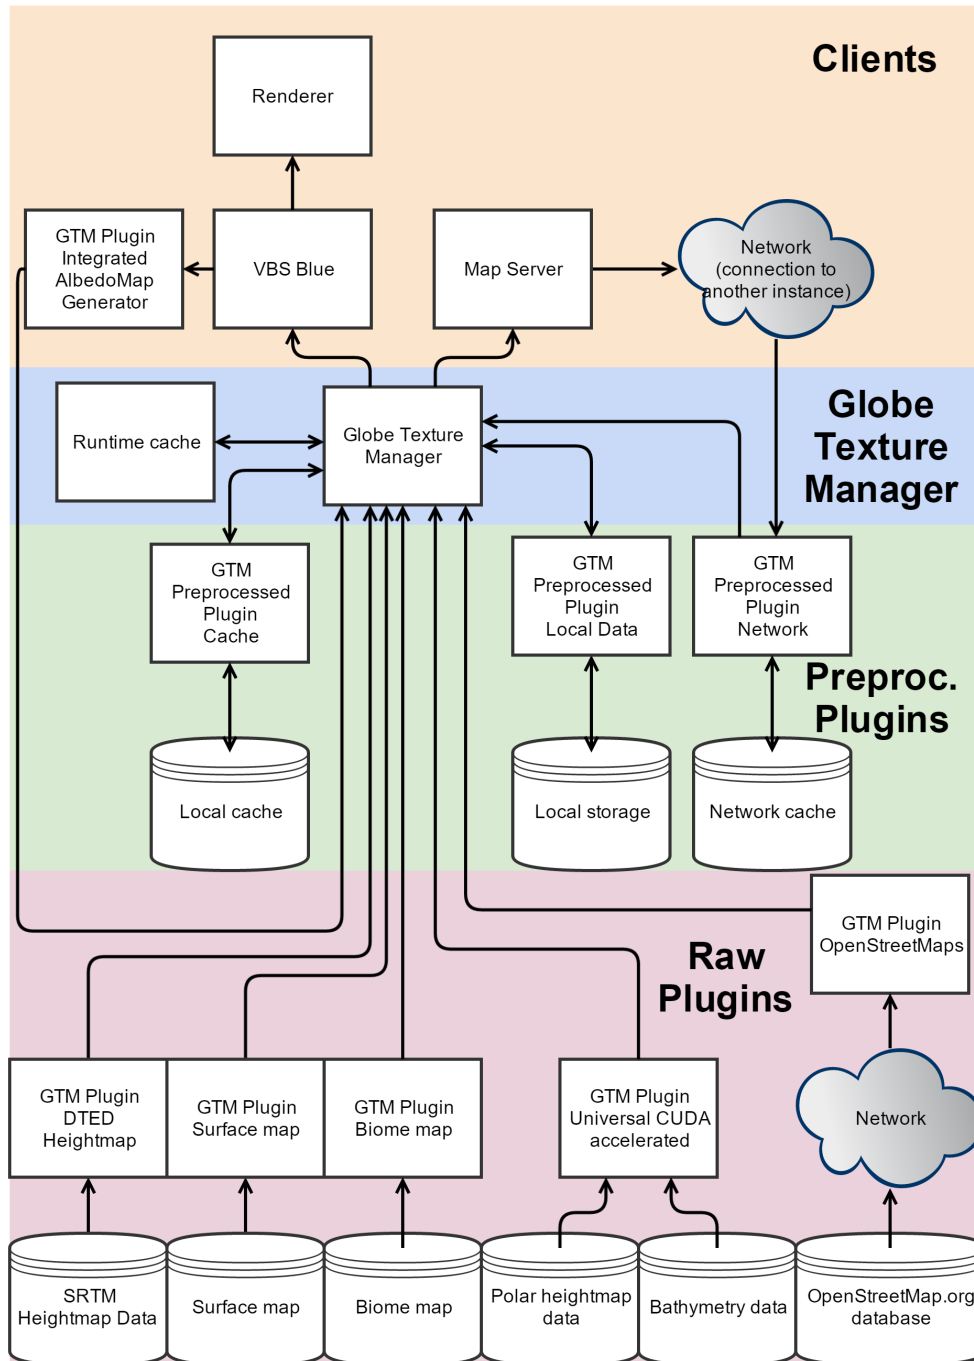 Clients
Renderer
GTM Plugin
Integrated
AlbedoMap
Generator
VBS Blue
Map Server
Network
(connection to
another instance)
Globe
Texture
Manager
Runtime cache
Globe Texture
Manager
GTM
Preprocessed
Plugin
Cache
GTM
Preprocessed
Plugin
Local Data
GTM
Preprocessed
Plugin
Network
Preproc.
Plugins
Local cache
Local storage
Network cache
GTM Plugin
OpenStreetMaps
Raw
Plugins
GTM Plugin
DTED
Heightmap
GTM Plugin
Surface map
GTM Plugin
Biome map
GTM Plugin
Universal CUDA
accelerated
Network
SRTM
Heightmap Data
Surface map
Biome map
Polar heightmap
data
Bathymetry data
OpenStreetMap.org
database